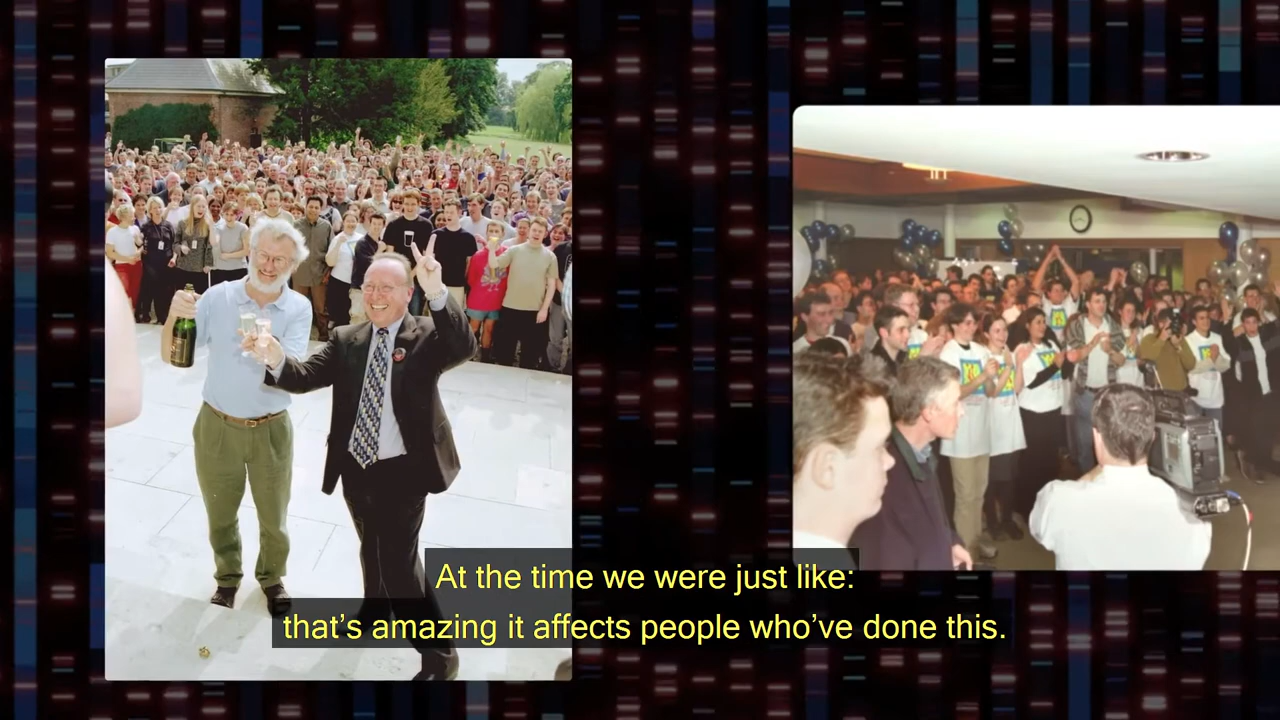 At the time we were just like:
that's amazing it affects people who've done this.